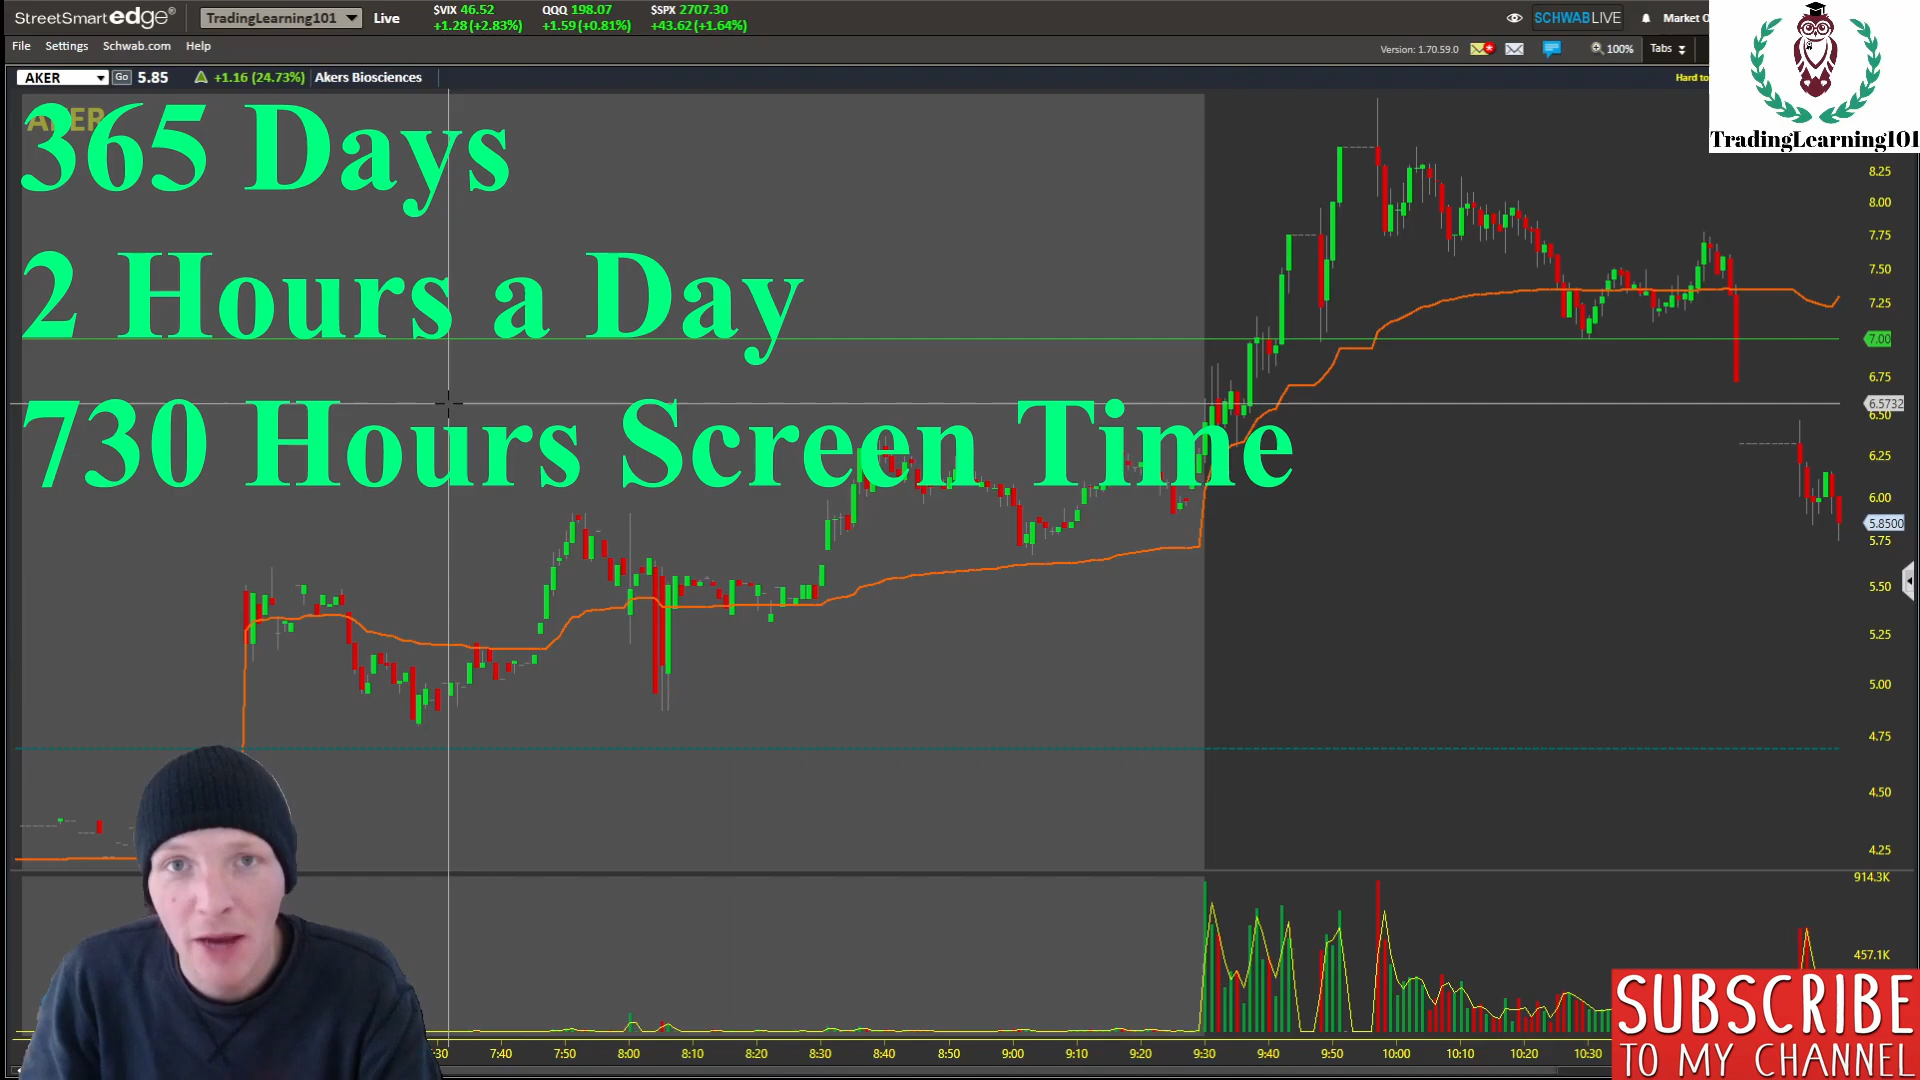 StreetSmart edge®
TradingLearning101
Live
$VIX 46.52
+1.28 (+2.83%)
QQQ 198.07
+1.59 (+0.81%)
$SPX 2707.30
+43.62 (+1.64%)
SCHWABLIVE
Market O
File Settings Schwab.com Help
Version: 1.70.59.0
100%
Tabs
AKER
Go
5.85
+1.16 (24.73%)
Akers Biosciences
Hard to
TradingLearning101
AKER
365 Days
2 Hours a Day
730 Hours Screen Time
8.25
8.00
7.75
7.50
7.25
7.00
6.75
6.5732
6.50
6.25
6.00
5.8500
5.75
5.50
5.25
5.00
4.75
4.50
4.25
914.3K
457.1K
:30 7:40 7:50 8:00 8:10 8:20 8:30 8:40 8:50 9:00 9:10 9:20 9:30 9:40 9:50 10:00 10:10 10:20 10:30
SUBSCRIBE
TO MY CHANNEL